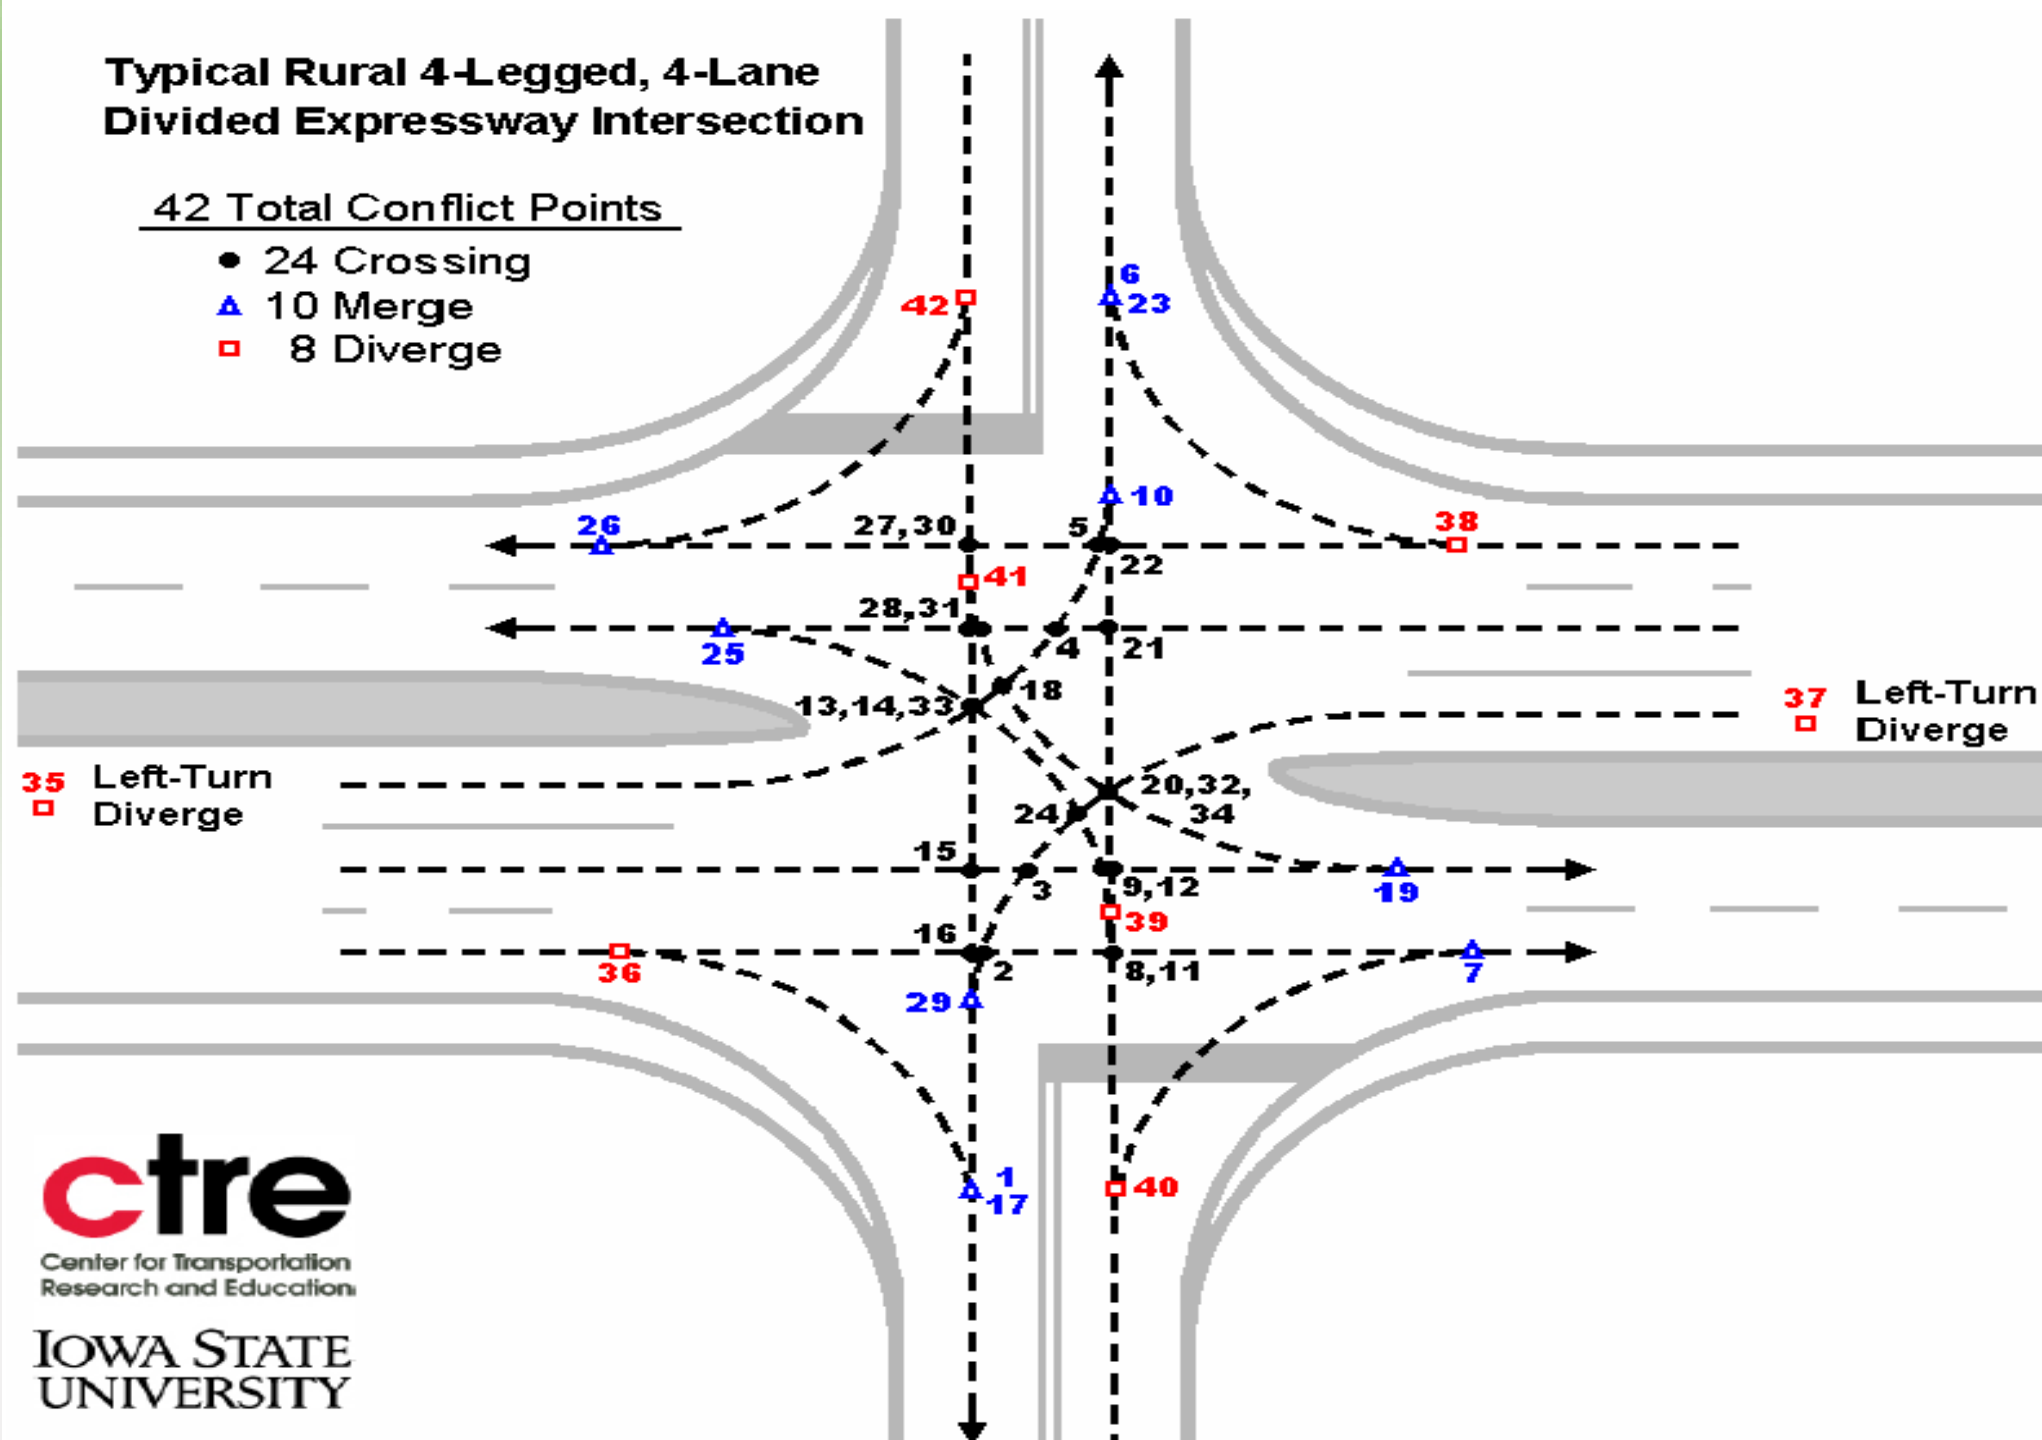 Typical Rural 4-Legged, 4-Lane
Divided Expressway Intersection
42 Total Conflict Points
24 Crossing
10 Merge
8 Diverge
42
6
23
10
26
27,30
5
22
38
41
28,31
4
21
25
18
13,14,33
37
Left-Turn
Diverge
35
Left-Turn
Diverge
20,32,
34
24
15
3
9,12
19
39
16
2
8,11
36
7
29
1
17
40
ctre
Center for Transportation
Research and Education
IOWA STATE
UNIVERSITY